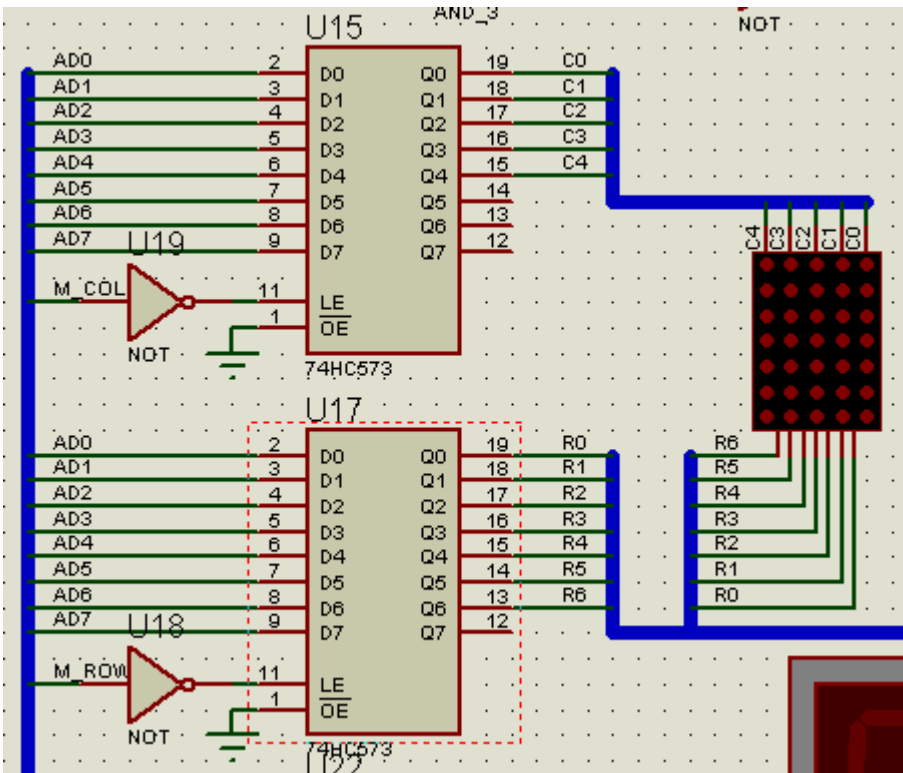 AND_3
NOT
U15
AD0 2 D0 Q0 19 C0
AD1 3 D1 Q1 18 C1
AD2 4 D2 Q2 17 C2
AD3 5 D3 Q3 16 C3
AD4 6 D4 Q4 15 C4
AD5 7 D5 Q5 14
AD6 8 D6 Q6 13
AD7 9 D7 Q7 12
U19
C4 C3 C2 C1 C0
M_COL 11 LE
1 OE
NOT
74HC573
U17
AD0 2 D0 Q0 19 R0 R6
AD1 3 D1 Q1 18 R1 R5
AD2 4 D2 Q2 17 R2 R4
AD3 5 D3 Q3 16 R3 R3
AD4 6 D4 Q4 15 R4 R2
AD5 7 D5 Q5 14 R5 R1
AD6 8 D6 Q6 13 R6 R0
AD7 9 D7 Q7 12
U18
M_ROW 11 LE
1 OE
NOT
74HC573
U22